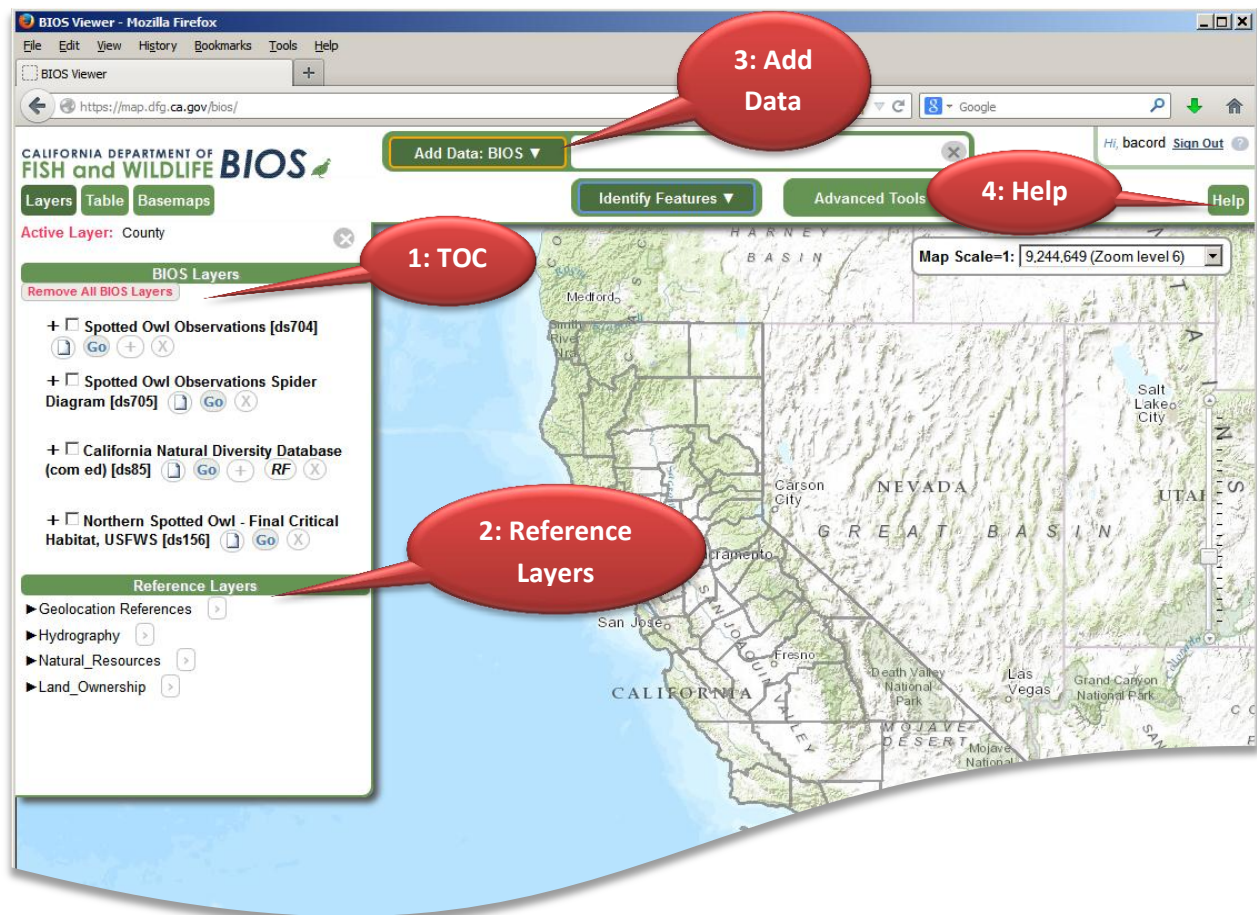 BIOS Viewer - Mozilla Firefox
File Edit View History Bookmarks Tools Help
BIOS Viewer
+
https://map.dfg.ca.gov/bios/
Google
3: Add
Data
CALIFORNIA DEPARTMENT OF
FISH and WILDLIFE BIOS
Add Data: BIOS ▼
Hi, bacord Sign Out ?
Layers Table Basemaps
Identify Features ▼
Advanced Tools
4: Help
Help
Active Layer: County
1: TOC
Map Scale=1: 9,244,649 (Zoom level 6)
BIOS Layers
Remove All BIOS Layers
+ Spotted Owl Observations [ds704]
Go + X
+ Spotted Owl Observations Spider
Diagram [ds705] Go X
+ California Natural Diversity Database
(com ed) [ds85] Go + RF X
+ Northern Spotted Owl - Final Critical
Habitat, USFWS [ds156] Go X
2: Reference
Layers
Reference Layers
►Geolocation References >
►Hydrography >
►Natural_Resources >
►Land_Ownership >
HARNEY
BASIN
Medford
Smith
River
Salt
Lake
City
Carson
City
NEVADA
UTAH
GREAT BASIN
Sacramento
San Jose
SAN JOAQUIN VALLEY
Fresno
CALIFORNIA
Death Valley
National
Park
Las
Vegas
Grand Canyon
National Park
MOJAVE
DESERT
Mojave
National